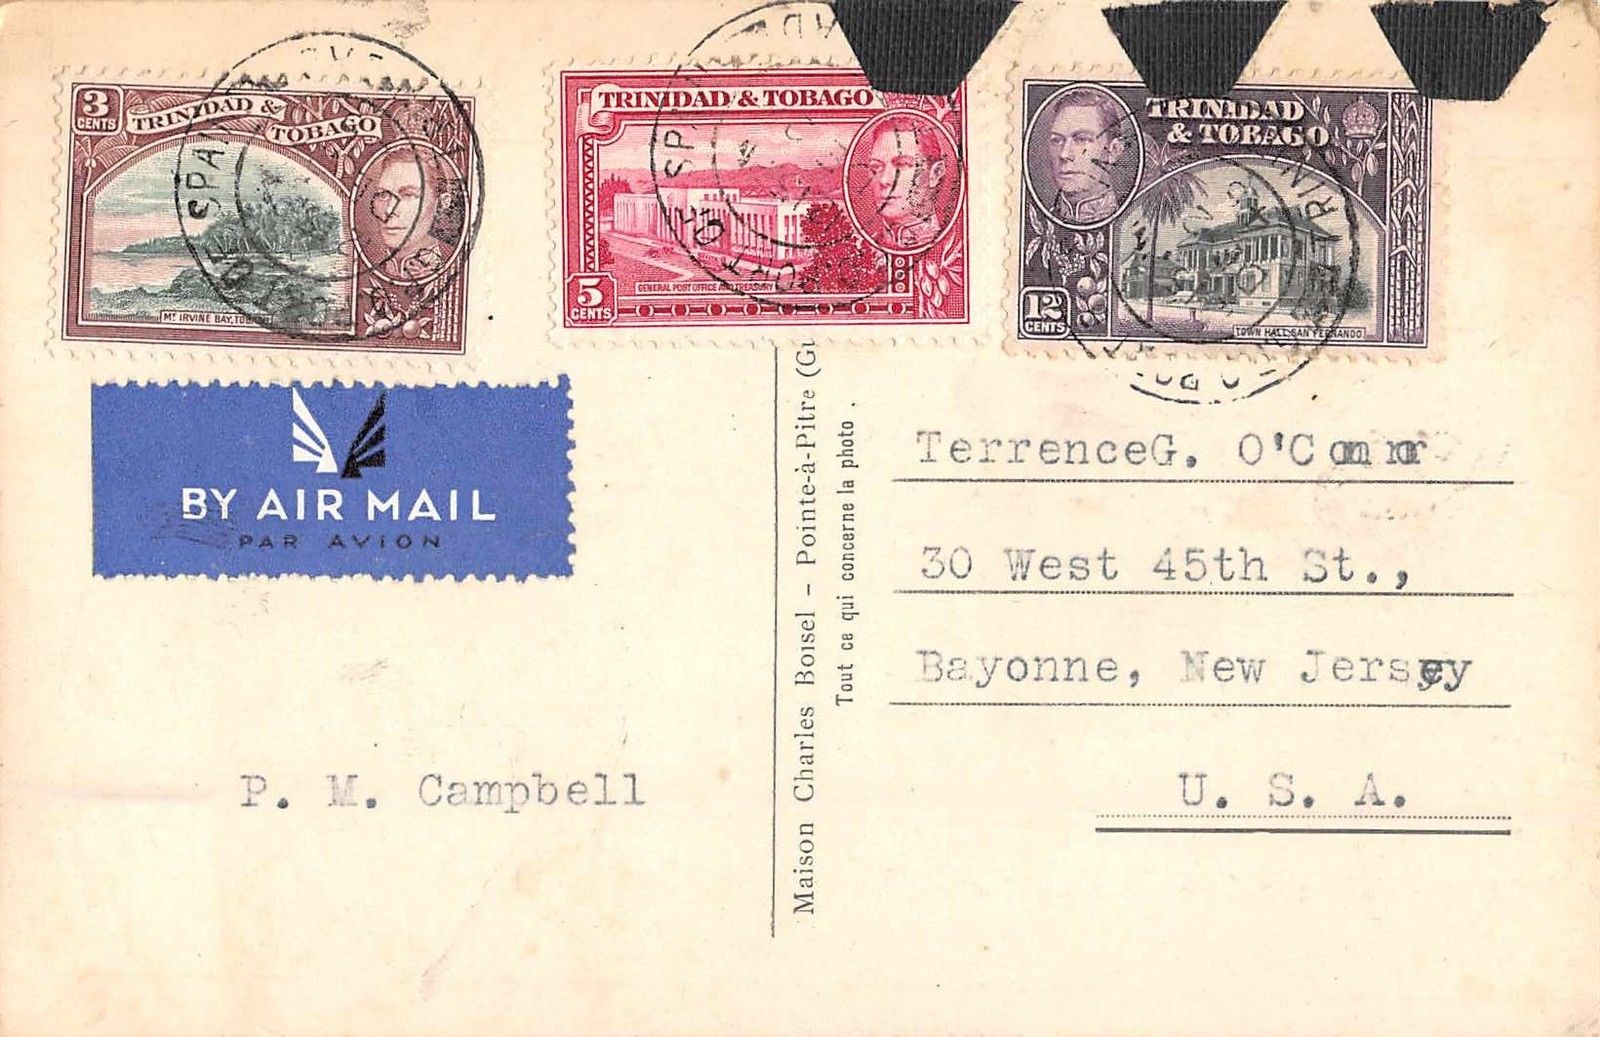 3 CENTS
TRINIDAD &
TOBAGO
MT IRVINE BAY, TOBAGO
TRINIDAD & TOBAGO
5 CENTS
GENERAL POST OFFICE AND TREASURY
TRINIDAD
& TOBAGO
12 CENTS
TOWN HALL, SAN FERNANDO
BY AIR MAIL
PAR AVION
P. M. Campbell
Maison Charles Boisel – Pointe-à-Pitre (Gu
Tout ce qui concerne la photo.
TerrenceG. O'Connor
30 West 45th St.,
Bayonne, New Jersey
U. S. A.